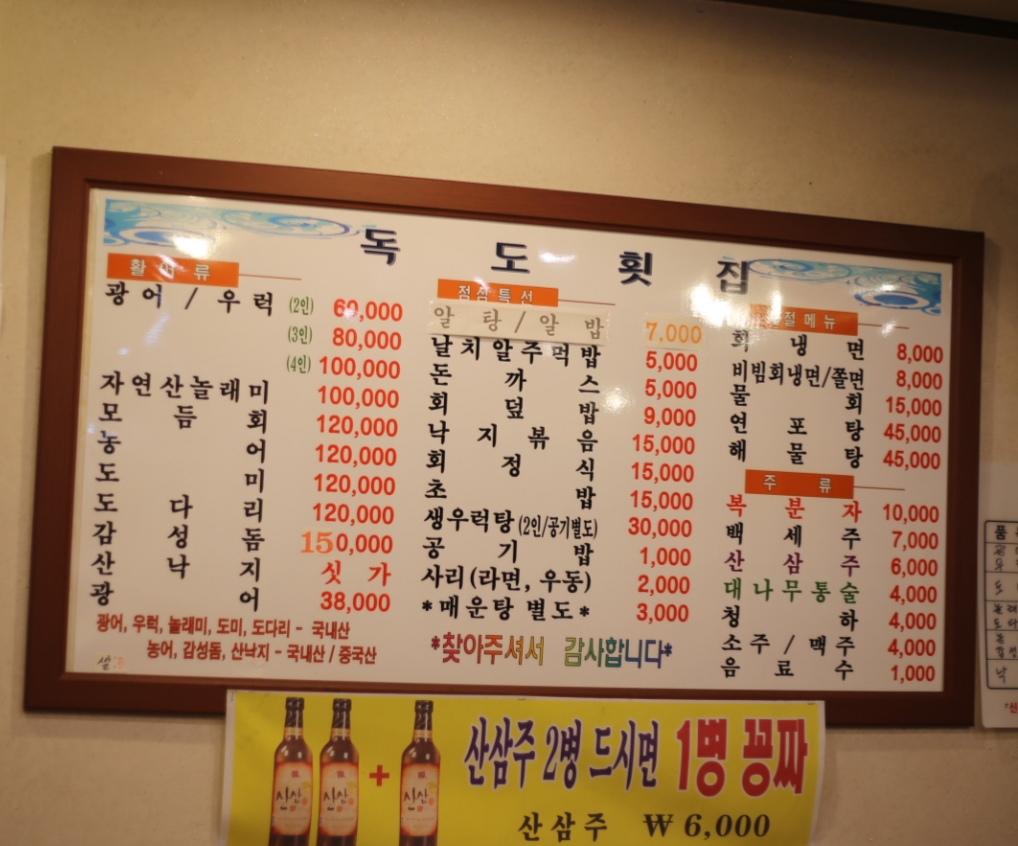 독 도 횟 집
활 어 류
광 어 / 우 럭 (2인) 60,000
(3인) 80,000
(4인) 100,000
자연산놀래미 100,000
모 듬 회 120,000
농 어 120,000
도 미 120,000
도 다 리 120,000
감 성 돔 150,000
산 낙 지 싯 가
광 어 38,000
광어, 우럭, 놀래미, 도미, 도다리 - 국내산
농어, 감성돔, 산낙지 - 국내산 / 중국산
점심특선
알 탕 / 알 밥 7,000
날치알주먹밥 5,000
돈 까 스 5,000
회 덮 밥 9,000
낙 지 볶 음 15,000
회 정 식 15,000
초 밥 15,000
생우럭탕 (2인/공기별도) 30,000
공 기 밥 1,000
사리 (라면, 우동) 2,000
*매운탕 별도* 3,000
*찾아주셔서 감사합니다*
계절메뉴
회 냉 면 8,000
비빔회냉면/쫄면 8,000
물 회 15,000
연 포 탕 45,000
해 물 탕 45,000
주 류
복 분 자 10,000
백 세 주 7,000
산 삼 주 6,000
대나무통술 4,000
청 하 4,000
소 주 / 맥 주 4,000
음 료 수 1,000
산삼주 2병 드시면 1병 꽁짜
산삼주 ₩ 6,000